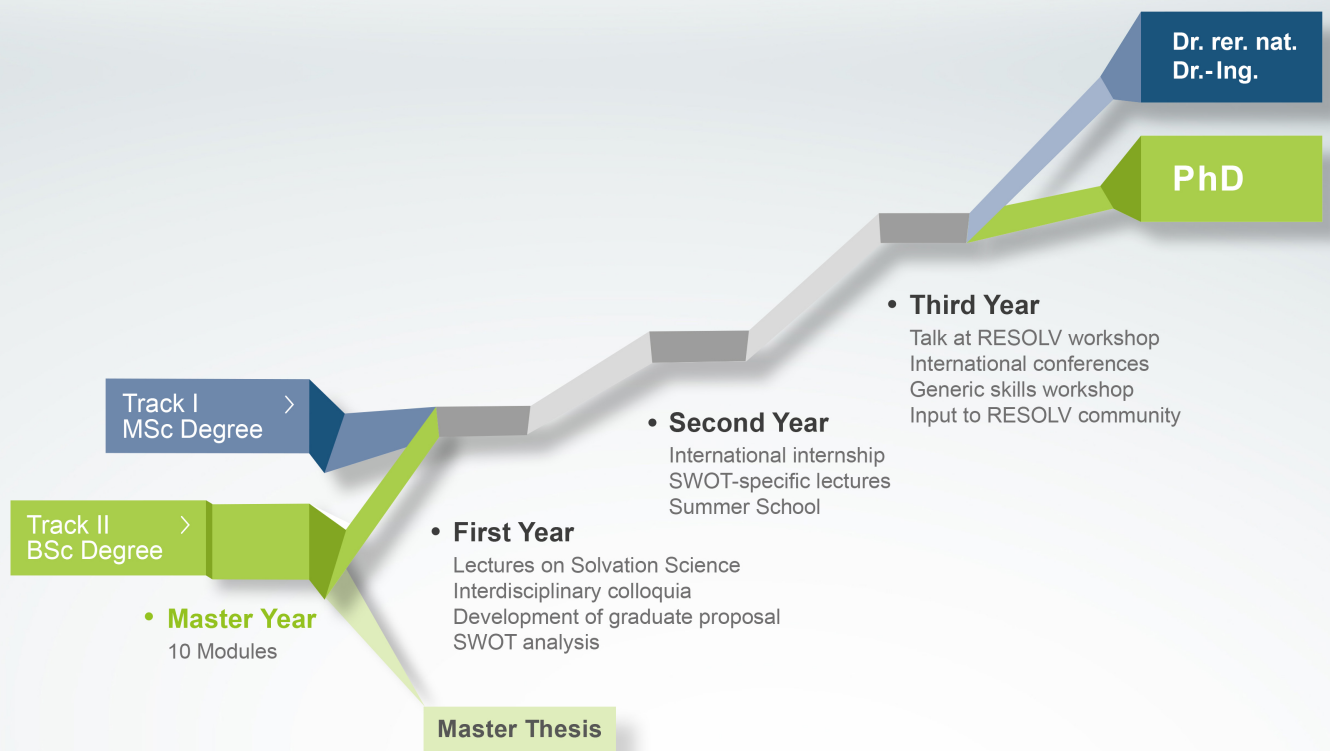 Dr. rer. nat.
Dr.-Ing.
PhD
• Third Year
Talk at RESOLV workshop
International conferences
Generic skills workshop
Input to RESOLV community
Track I
MSc Degree
• Second Year
International internship
SWOT-specific lectures
Summer School
Track II
BSc Degree
• First Year
Lectures on Solvation Science
Interdisciplinary colloquia
Development of graduate proposal
SWOT analysis
• Master Year
10 Modules
Master Thesis